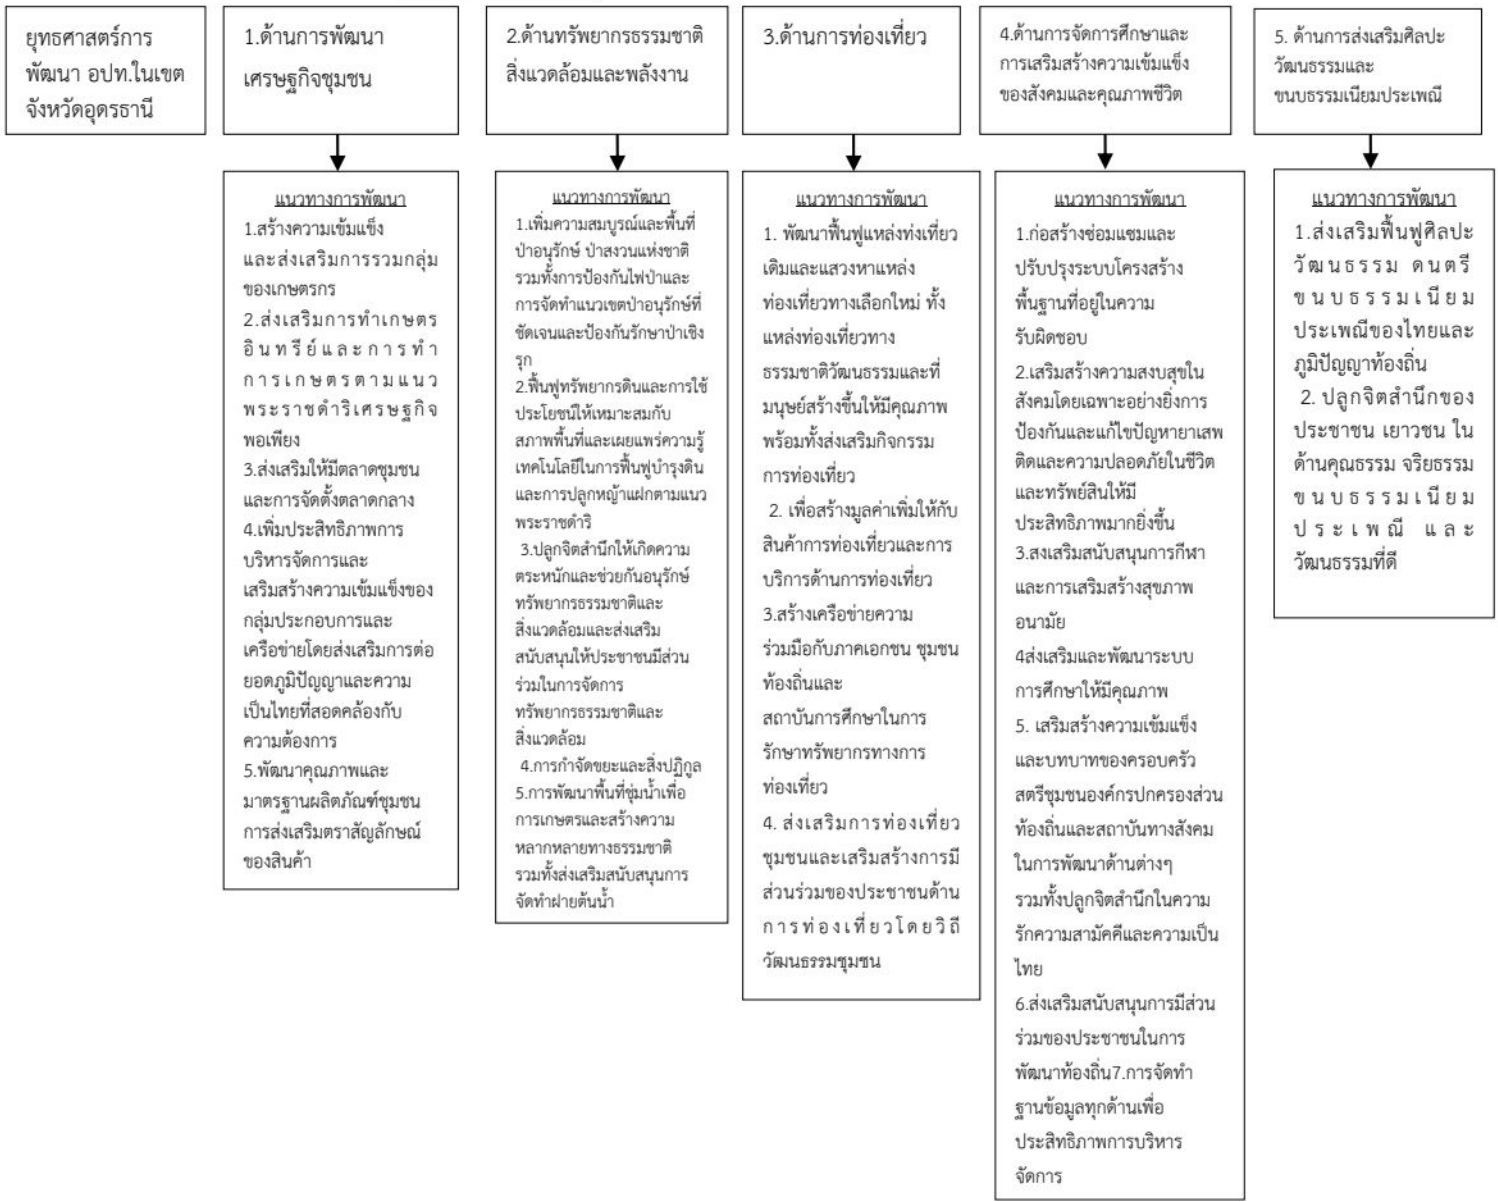 ยุทธศาสตร์การ
พัฒนา อปท.ในเขต
จังหวัดอุดรธานี
1.ด้านการพัฒนา
เศรษฐกิจชุมชน
2.ด้านทรัพยากรธรรมชาติ
สิ่งแวดล้อมและพลังงาน
3.ด้านการท่องเที่ยว
4.ด้านการจัดการศึกษาและ
การเสริมสร้างความเข้มแข็ง
ของสังคมและคุณภาพชีวิต
5. ด้านการส่งเสริมศิลปะ
วัฒนธรรมและ
ขนบธรรมเนียมประเพณี
แนวทางการพัฒนา
1.สร้างความเข้มแข็ง
และส่งเสริมการรวมกลุ่ม
ของเกษตรกร
2.ส่งเสริมการทำเกษตร
อินทรีย์และการทำ
การเกษตรตามแนว
พระราชดำริเศรษฐกิจ
พอเพียง
3.ส่งเสริมให้มีตลาดชุมชน
และการจัดตั้งตลาดกลาง
4.เพิ่มประสิทธิภาพการ
บริหารจัดการและ
เสริมสร้างความเข้มแข็งของ
กลุ่มประกอบการและ
เครือข่ายโดยส่งเสริมการต่อ
ยอดภูมิปัญญาและความ
เป็นไทยที่สอดคล้องกับ
ความต้องการ
5.พัฒนาคุณภาพและ
มาตรฐานผลิตภัณฑ์ชุมชน
การส่งเสริมตราสัญลักษณ์
ของสินค้า
แนวทางการพัฒนา
1.เพิ่มความสมบูรณ์และพื้นที่
ป่าอนุรักษ์ ป่าสงวนแห่งชาติ
รวมทั้งการป้องกันไฟป่าและ
การจัดทำแนวเขตป่าอนุรักษ์ที่
ชัดเจนและป้องกันรักษาป่าเชิง
รุก
2.ฟื้นฟูทรัพยากรดินและการใช้
ประโยชน์ให้เหมาะสมกับ
สภาพพื้นที่และเผยแพร่ความรู้
เทคโนโลยีในการฟื้นฟูบำรุงดิน
และการปลูกหญ้าแฝกตามแนว
พระราชดำริ
3.ปลูกจิตสำนึกให้เกิดความ
ตระหนักและช่วยกันอนุรักษ์
ทรัพยากรธรรมชาติและ
สิ่งแวดล้อมและส่งเสริม
สนับสนุนให้ประชาชนมีส่วน
ร่วมในการจัดการ
ทรัพยากรธรรมชาติและ
สิ่งแวดล้อม
4.การกำจัดขยะและสิ่งปฏิกูล
5.การพัฒนาพื้นที่ชุ่มน้ำเพื่อ
การเกษตรและสร้างความ
หลากหลายทางธรรมชาติ
รวมทั้งส่งเสริมสนับสนุนการ
จัดทำฝายต้นน้ำ
แนวทางการพัฒนา
1. พัฒนาฟื้นฟูแหล่งท่งเที่ยว
เดิมและแสวงหาแหล่ง
ท่องเที่ยวทางเลือกใหม่ ทั้ง
แหล่งท่องเที่ยวทาง
ธรรมชาติวัฒนธรรมและที่
มนุษย์สร้างขึ้นให้มีคุณภาพ
พร้อมทั้งส่งเสริมกิจกรรม
การท่องเที่ยว
2. เพื่อสร้างมูลค่าเพิ่มให้กับ
สินค้าการท่องเที่ยวและการ
บริการด้านการท่องเที่ยว
3.สร้างเครือข่ายความ
ร่วมมือกับภาคเอกชน ชุมชน
ท้องถิ่นและ
สถาบันการศึกษาในการ
รักษาทรัพยากรทางการ
ท่องเที่ยว
4. ส่งเสริมการท่องเที่ยว
ชุมชนและเสริมสร้างการมี
ส่วนร่วมของประชาชนด้าน
การท่องเที่ยวโดยวิถี
วัฒนธรรมชุมชน
แนวทางการพัฒนา
1.ก่อสร้างซ่อมแซมและ
ปรับปรุงระบบโครงสร้าง
พื้นฐานที่อยู่ในความ
รับผิดชอบ
2.เสริมสร้างความสงบสุขใน
สังคมโดยเฉพาะอย่างยิ่งการ
ป้องกันและแก้ไขปัญหายาเสพ
ติดและความปลอดภัยในชีวิต
และทรัพย์สินให้มี
ประสิทธิภาพมากยิ่งขึ้น
3.สงเสริมสนับสนุนการกีฬา
และการเสริมสร้างสุขภาพ
อนามัย
4ส่งเสริมและพัฒนาระบบ
การศึกษาให้มีคุณภาพ
5. เสริมสร้างความเข้มแข็ง
และบทบาทของครอบครัว
สตรีชุมชนองค์กรปกครองส่วน
ท้องถิ่นและสถาบันทางสังคม
ในการพัฒนาด้านต่างๆ
รวมทั้งปลูกจิตสำนึกในความ
รักความสามัคคีและความเป็น
ไทย
6.ส่งเสริมสนับสนุนการมีส่วน
ร่วมของประชาชนในการ
พัฒนาท้องถิ่น7.การจัดทำ
ฐานข้อมูลทุกด้านเพื่อ
ประสิทธิภาพการบริหาร
จัดการ
แนวทางการพัฒนา
1.ส่งเสริมฟื้นฟูศิลปะ
วัฒนธรรม ดนตรี
ขนบธรรมเนียม
ประเพณีของไทยและ
ภูมิปัญญาท้องถิ่น
2. ปลูกจิตสำนึกของ
ประชาชน เยาวชน ใน
ด้านคุณธรรม จริยธรรม
ขนบธรรมเนียม
ประเพณี และ
วัฒนธรรมที่ดี